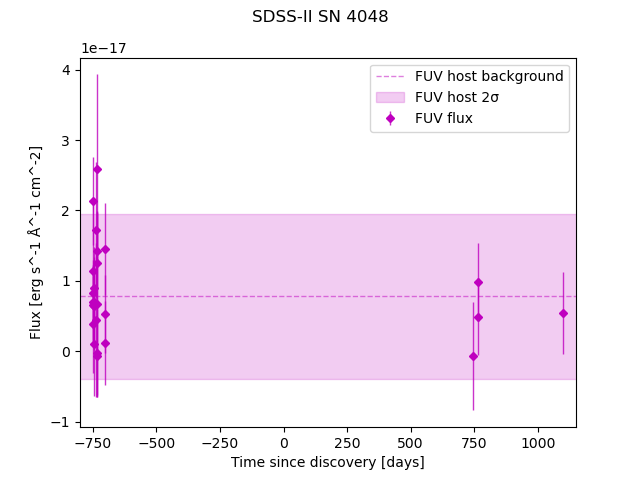 SDSS-II SN 4048
1e−17
FUV host background
FUV host 2σ
FUV flux
4
3
2
1
0
−1
Flux [erg s^-1 Å^-1 cm^-2]
−750 −500 −250 0 250 500 750 1000
Time since discovery [days]